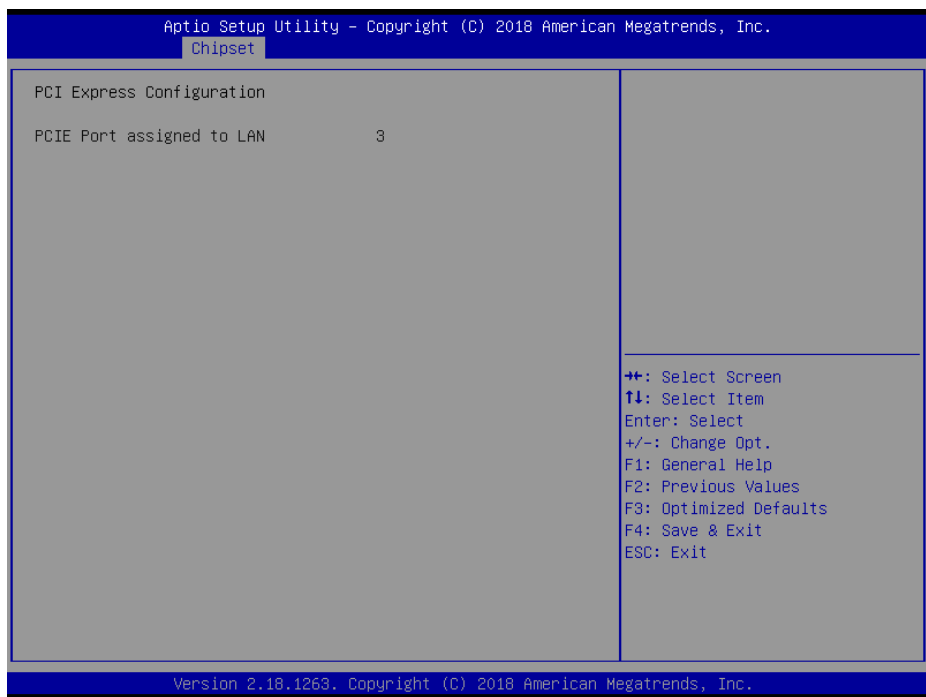 Aptio Setup Utility – Copyright (C) 2018 American Megatrends, Inc.
Chipset
PCI Express Configuration
PCIE Port assigned to LAN 3
→←: Select Screen
↑↓: Select Item
Enter: Select
+/-: Change Opt.
F1: General Help
F2: Previous Values
F3: Optimized Defaults
F4: Save & Exit
ESC: Exit
Version 2.18.1263. Copyright (C) 2018 American Megatrends, Inc.